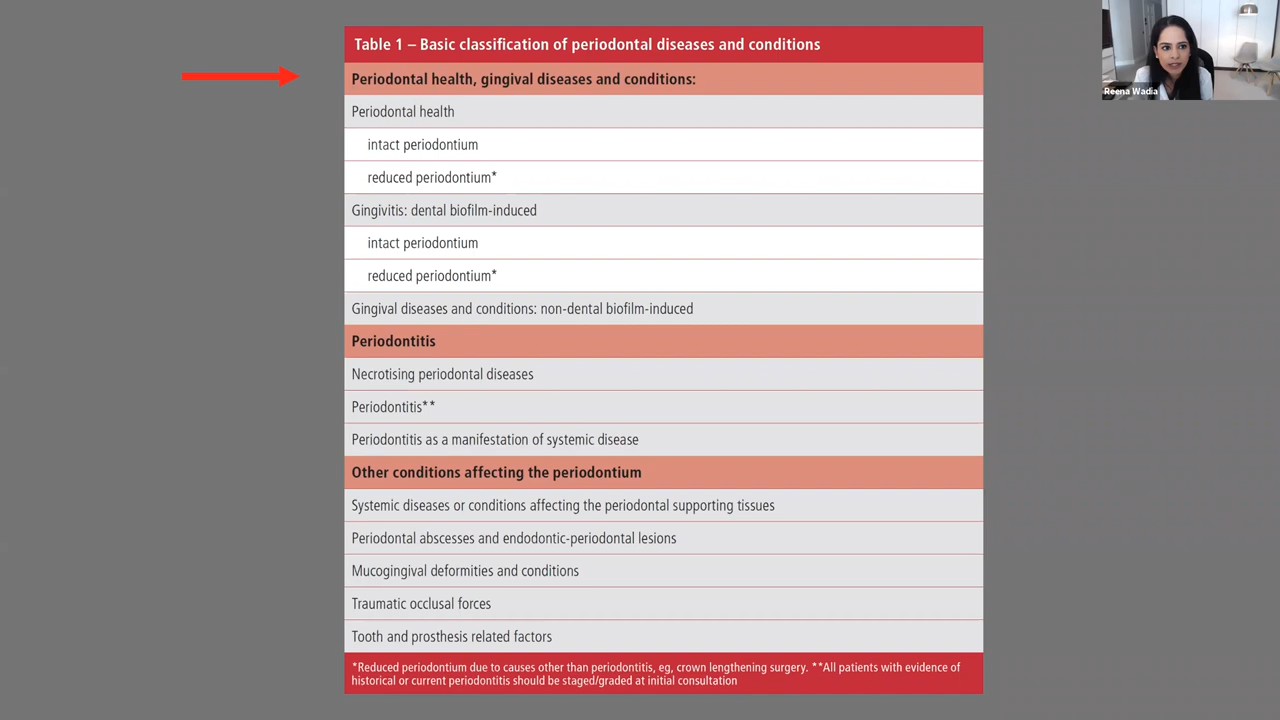 Table 1 – Basic classification of periodontal diseases and conditions
Periodontal health, gingival diseases and conditions:
Periodontal health
intact periodontium
reduced periodontium*
Gingivitis: dental biofilm-induced
intact periodontium
reduced periodontium*
Gingival diseases and conditions: non-dental biofilm-induced
Periodontitis
Necrotising periodontal diseases
Periodontitis**
Periodontitis as a manifestation of systemic disease
Other conditions affecting the periodontium
Systemic diseases or conditions affecting the periodontal supporting tissues
Periodontal abscesses and endodontic-periodontal lesions
Mucogingival deformities and conditions
Traumatic occlusal forces
Tooth and prosthesis related factors
*Reduced periodontium due to causes other than periodontitis, eg, crown lengthening surgery. **All patients with evidence of
historical or current periodontitis should be staged/graded at initial consultation
Reena Wadia